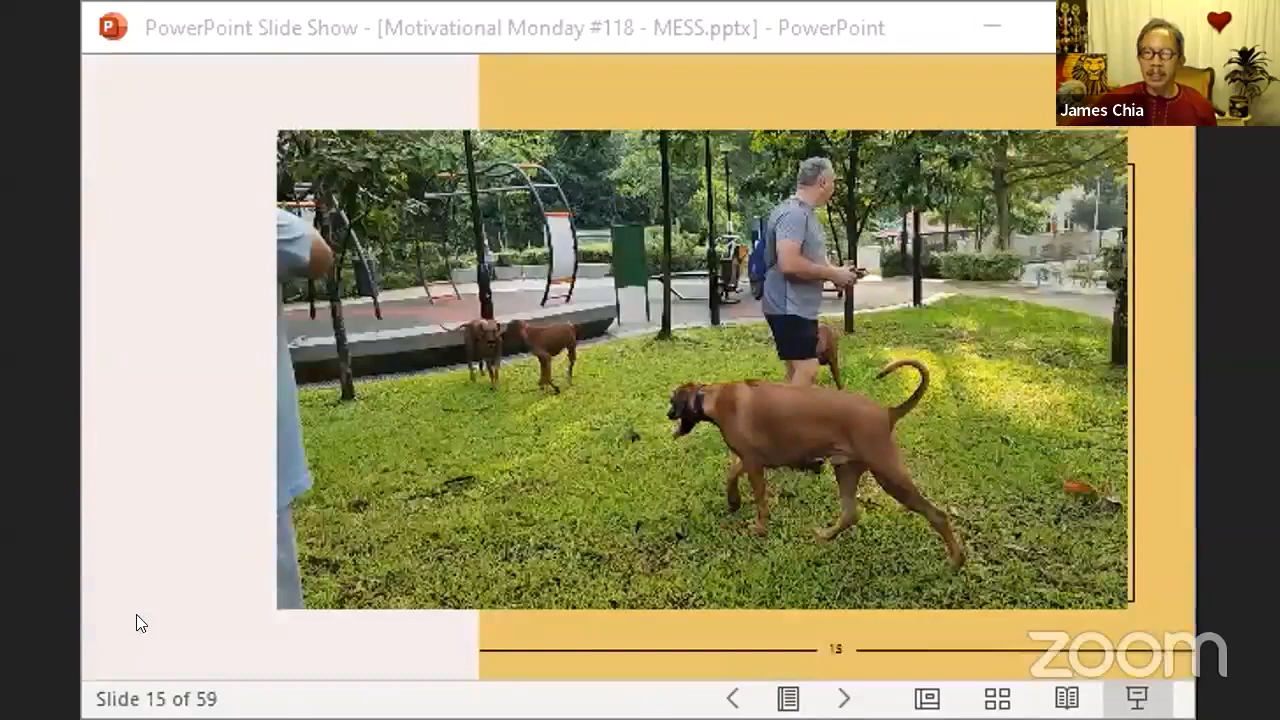 PowerPoint Slide Show - [Motivational Monday #118 - MESS.pptx] - PowerPoint
James Chia
15
zoom
Slide 15 of 59